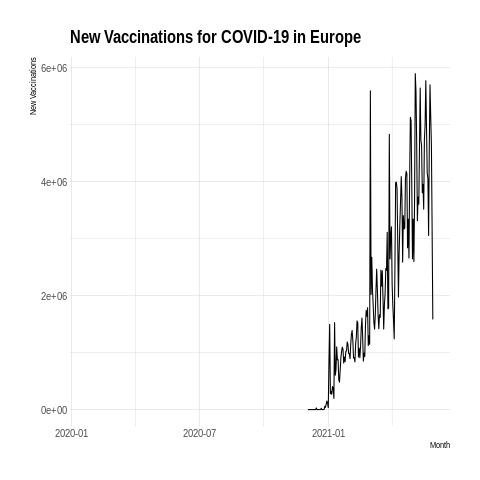 New Vaccinations for COVID-19 in Europe
New Vaccinations
6e+06
4e+06
2e+06
0e+00
2020-01
2020-07
2021-01
Month